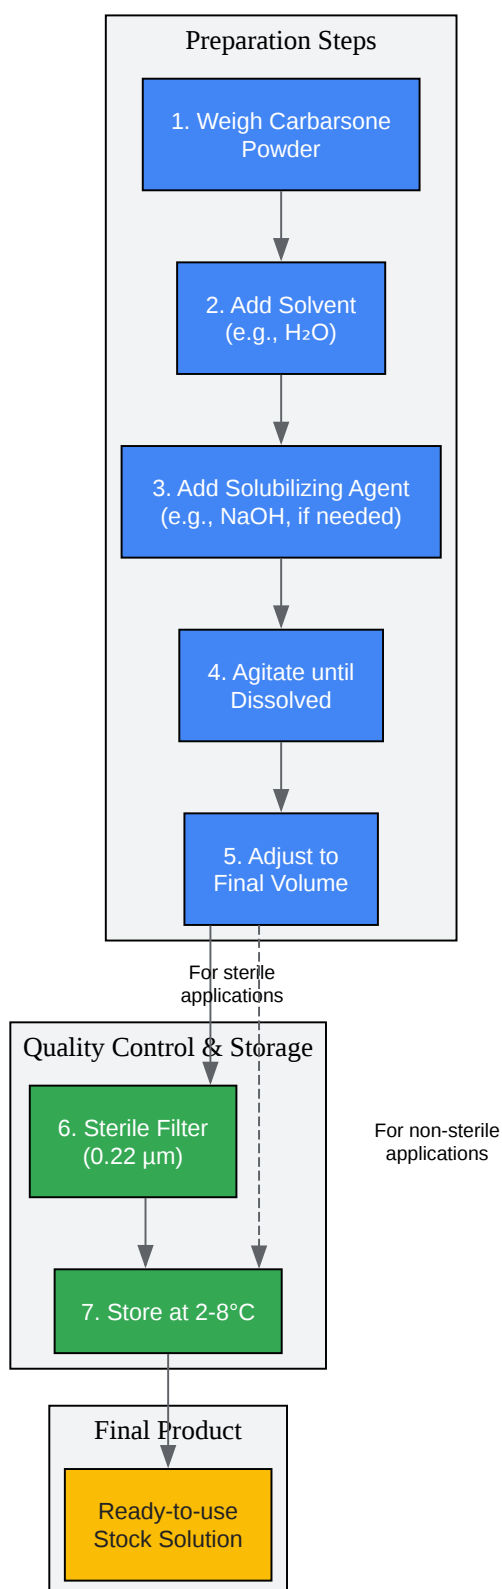 Preparation Steps
1. Weigh Carbarsone
Powder
2. Add Solvent
(e.g., H₂O)
3. Add Solubilizing Agent
(e.g., NaOH, if needed)
4. Agitate until
Dissolved
5. Adjust to
Final Volume
For sterile
applications
Quality Control & Storage
6. Sterile Filter
(0.22 µm)
For non-sterile
applications
7. Store at 2-8°C
Final Product
Ready-to-use
Stock Solution